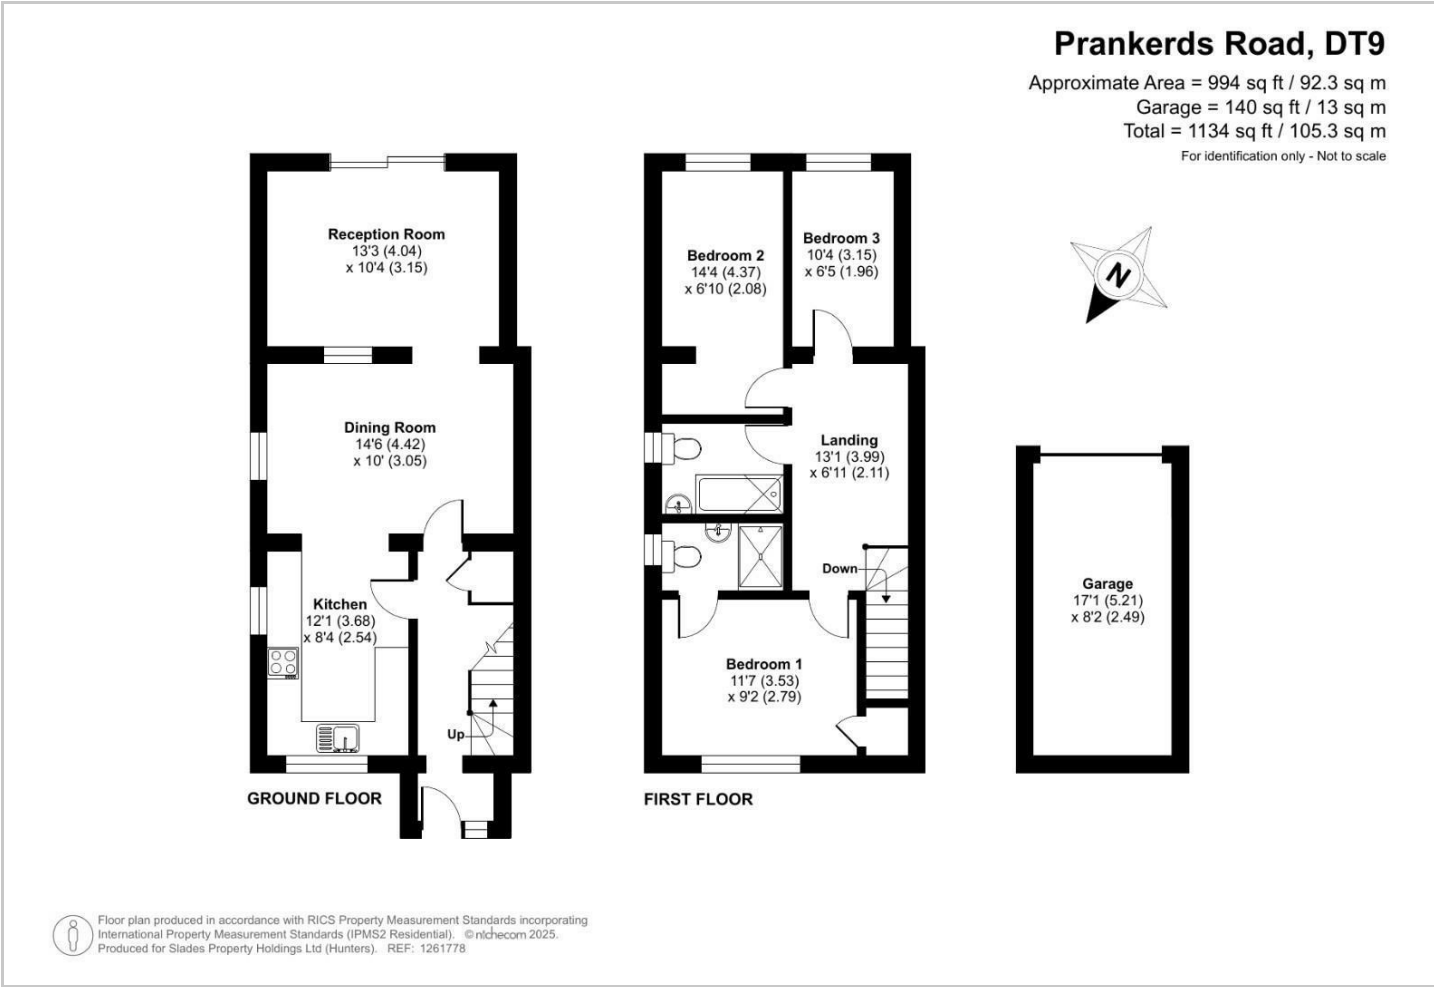 Prankerds Road, DT9
Approximate Area = 994 sq ft / 92.3 sq m
Garage = 140 sq ft / 13 sq m
Total = 1134 sq ft / 105.3 sq m
For identification only - Not to scale
Reception Room
13'3 (4.04)
x 10'4 (3.15)
Dining Room
14'6 (4.42)
x 10' (3.05)
Kitchen
12'1 (3.68)
x 8'4 (2.54)
Up
GROUND FLOOR
Bedroom 2
14'4 (4.37)
x 6'10 (2.08)
Bedroom 3
10'4 (3.15)
x 6'5 (1.96)
Landing
13'1 (3.99)
x 6'11 (2.11)
Down
Bedroom 1
11'7 (3.53)
x 9'2 (2.79)
FIRST FLOOR
N
Garage
17'1 (5.21)
x 8'2 (2.49)
Floor plan produced in accordance with RICS Property Measurement Standards incorporating
International Property Measurement Standards (IPMS2 Residential). © nichecom 2025.
Produced for Slades Property Holdings Ltd (Hunters). REF: 1261778